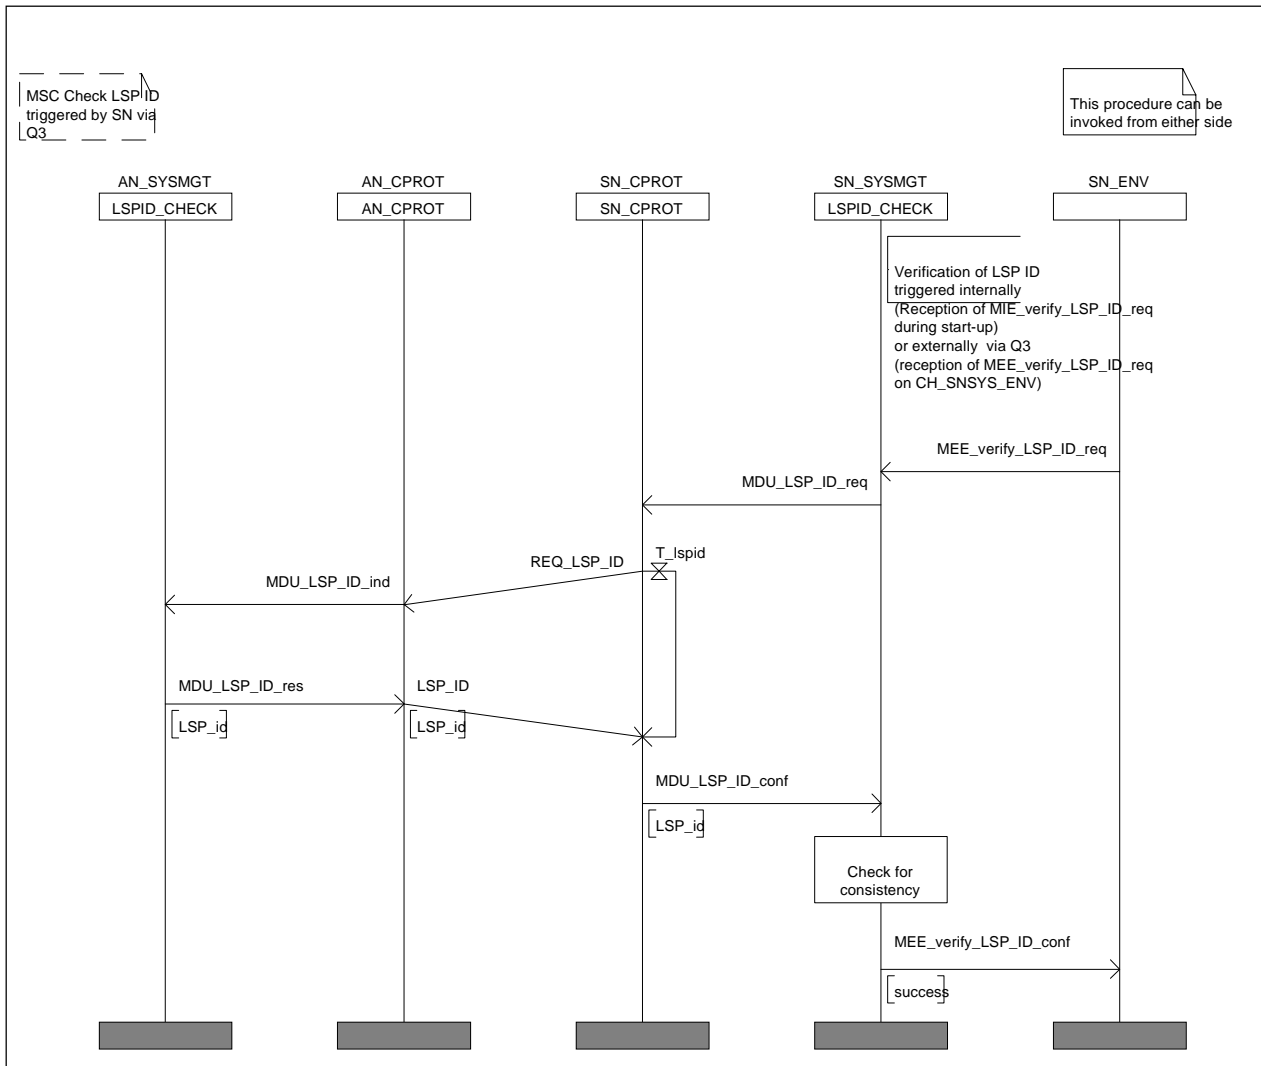 MSC Check LSP ID
triggered by SN via
Q3
This procedure can be
invoked from either side
AN_SYSMGT
AN_CPROT
SN_CPROT
SN_SYSMGT
SN_ENV
LSPID_CHECK
AN_CPROT
SN_CPROT
LSPID_CHECK
Verification of LSP ID
triggered internally
(Reception of MIE_verify_LSP_ID_req
during start-up)
or externally via Q3
(reception of MEE_verify_LSP_ID_req
on CH_SNSYS_ENV)
MEE_verify_LSP_ID_req
MDU_LSP_ID_req
T_lspid
REQ_LSP_ID
MDU_LSP_ID_ind
MDU_LSP_ID_res
LSP_ID
LSP_id
LSP_id
MDU_LSP_ID_conf
LSP_id
Check for
consistency
MEE_verify_LSP_ID_conf
success